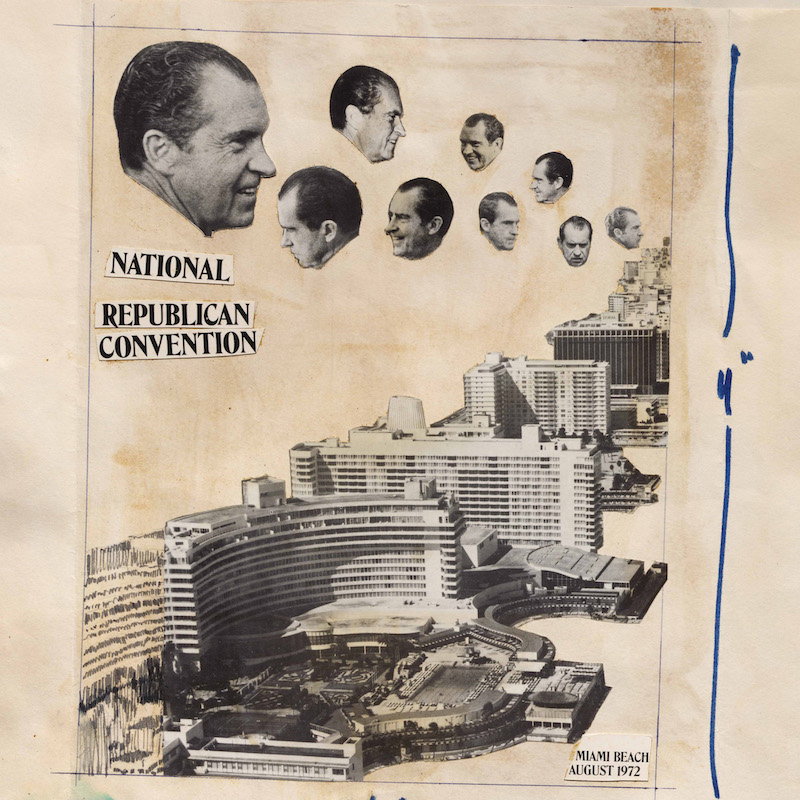 NATIONAL
REPUBLICAN
CONVENTION
4"
MIAMI BEACH
AUGUST 1972